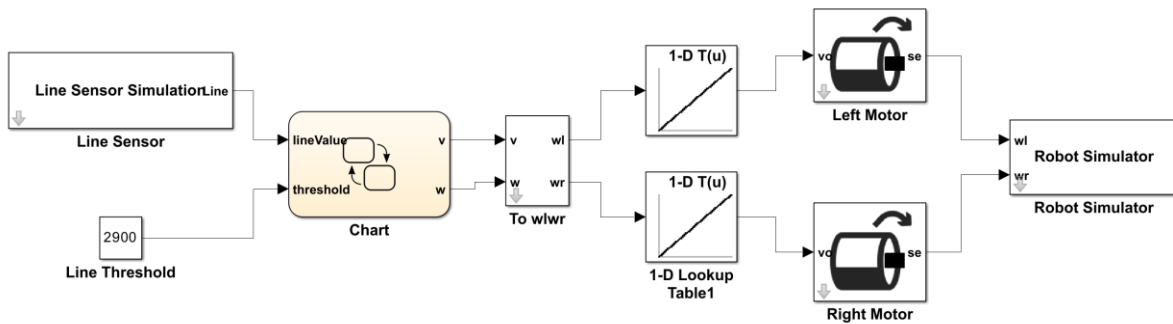 Line Sensor Simulation
Line
Line Sensor
2900
Line Threshold
lineValue
threshold
v
w
Chart
v
w
wl
wr
To wlwr
1-D T(u)
1-D T(u)
1-D Lookup
Table1
vo
se
Left Motor
vo
se
Right Motor
wl
wr
Robot Simulator
Robot Simulator